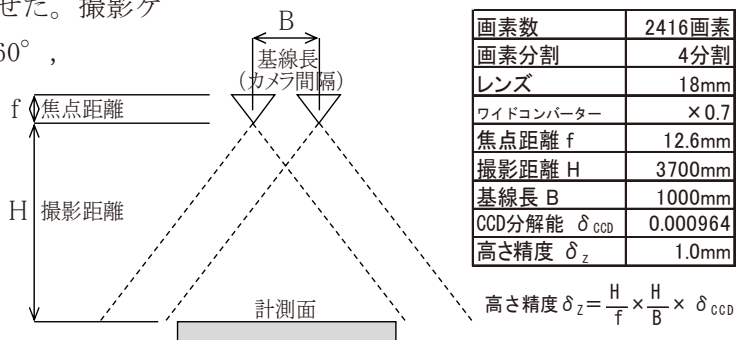 せた。撮影ケ
60°，
B
基線長
(カメラ間隔)
f 焦点距離
H 撮影距離
計測面
画素数 2416画素
画素分割 4分割
レンズ 18mm
ワイドコンバーター ×0.7
焦点距離 f 12.6mm
撮影距離 H 3700mm
基線長 B 1000mm
CCD分解能 δCCD 0.000964
高さ精度 δz 1.0mm
高さ精度δz=H/f×H/B×δCCD